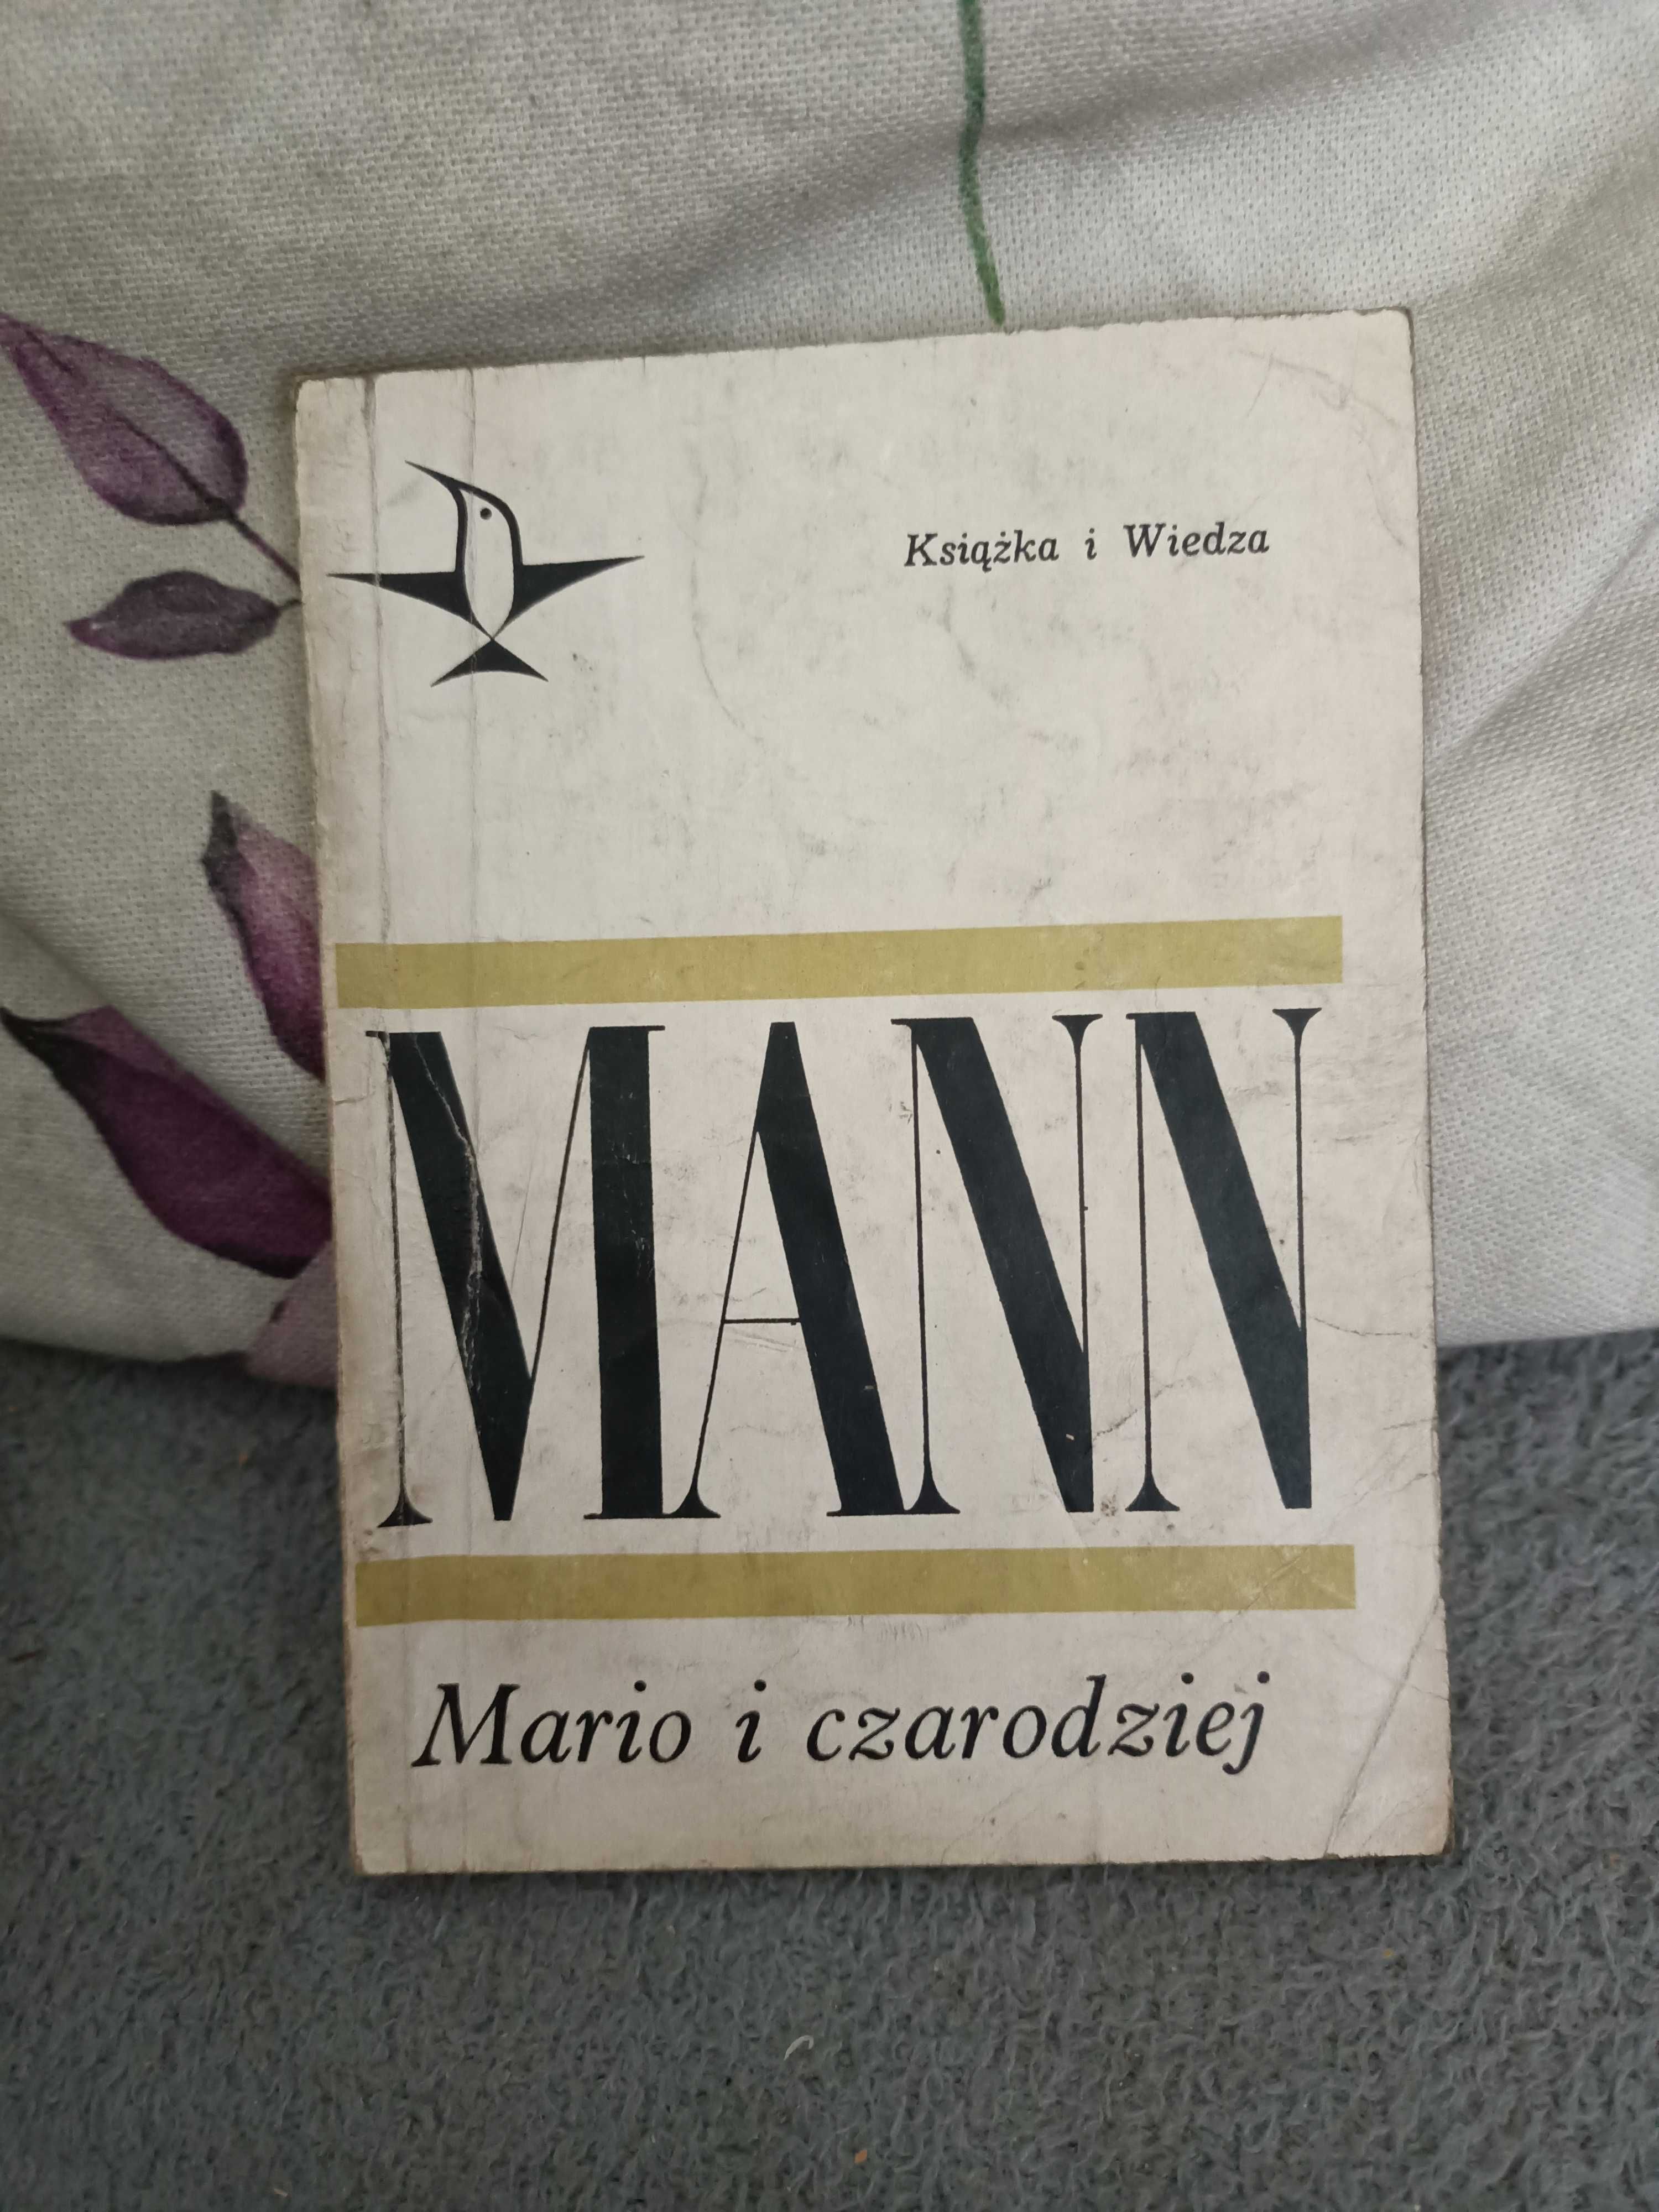 Książka i Wiedza
MANN
Mario i czarodziej